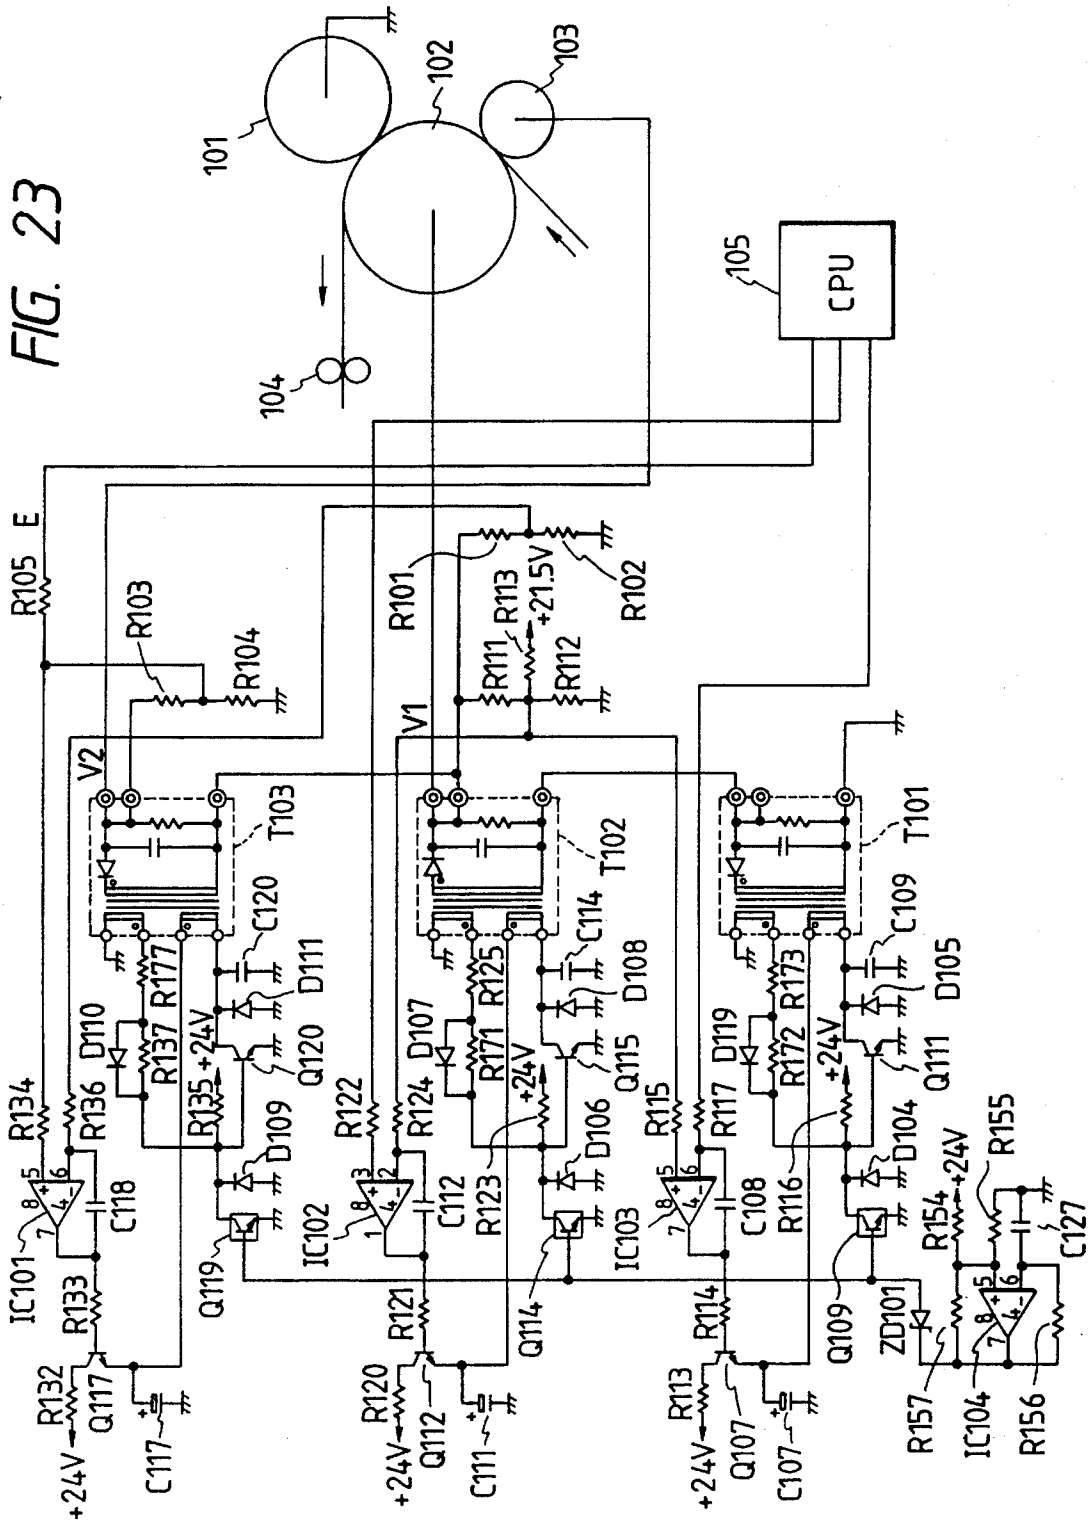 FIG. 23
101
102
103
104
105
CPU
E
R105
R103
R104
V2
T103
R101
R102
R113
+21.5V
R111
R112
V1
T102
T101
IC101
8
7
4
+
-
5
6
R134
R136
C118
R133
R132
+24V
Q117
+
C117
D110
R137
R177
R135
+24V
D109
Q119
Q120
D111
C120
IC102
8
1
+
-
3
2
R122
R124
C112
R121
R120
+24V
Q112
+
C111
D107
R171
R125
R123
+24V
D106
Q114
Q115
D108
C114
IC103
8
7
4
+
-
5
6
R115
R117
C108
R114
R113
+24V
Q107
+
C107
D119
R172
R173
R116
+24V
D104
Q109
Q111
D105
C109
ZD101
R157
IC104
R156
8
7
4
+
-
5
6
R154
+24V
R155
C127